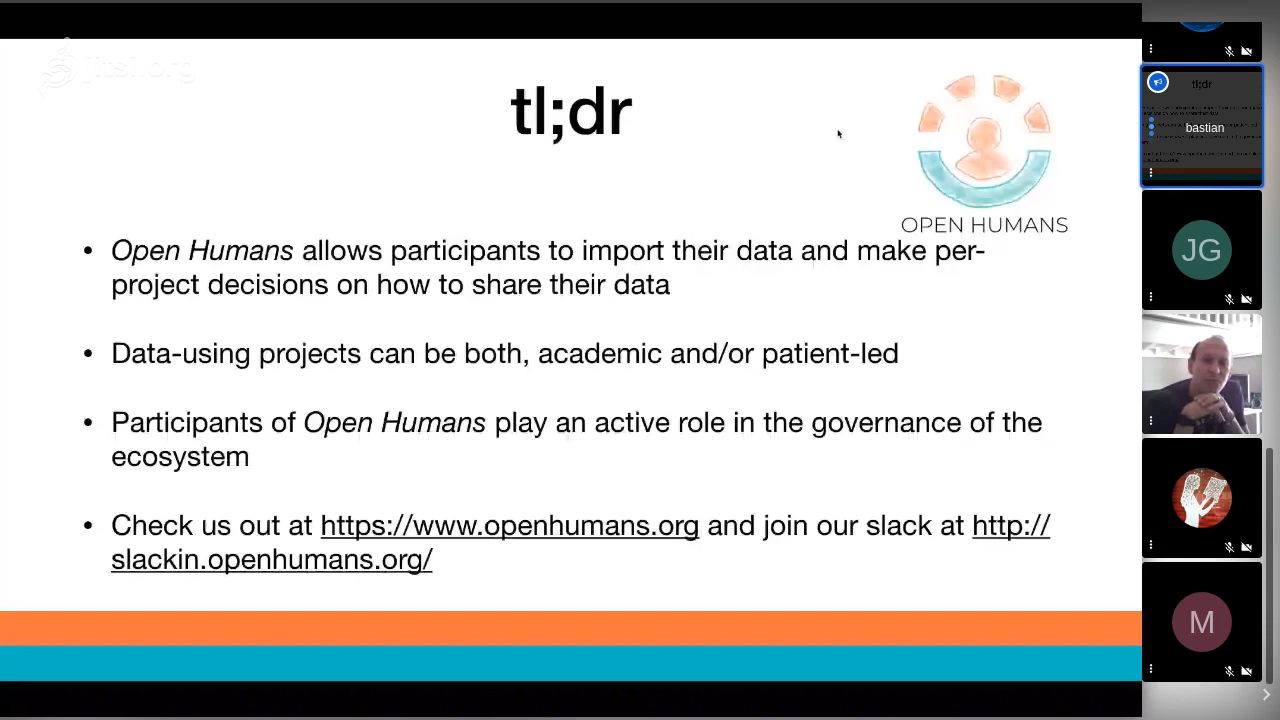 jitsi.org
tl;dr
OPEN HUMANS
• Open Humans allows participants to import their data and make per-
project decisions on how to share their data
• Data-using projects can be both, academic and/or patient-led
• Participants of Open Humans play an active role in the governance of the
ecosystem
• Check us out at https://www.openhumans.org and join our slack at http://
slackin.openhumans.org/
tl;dr
bastian
JG
M